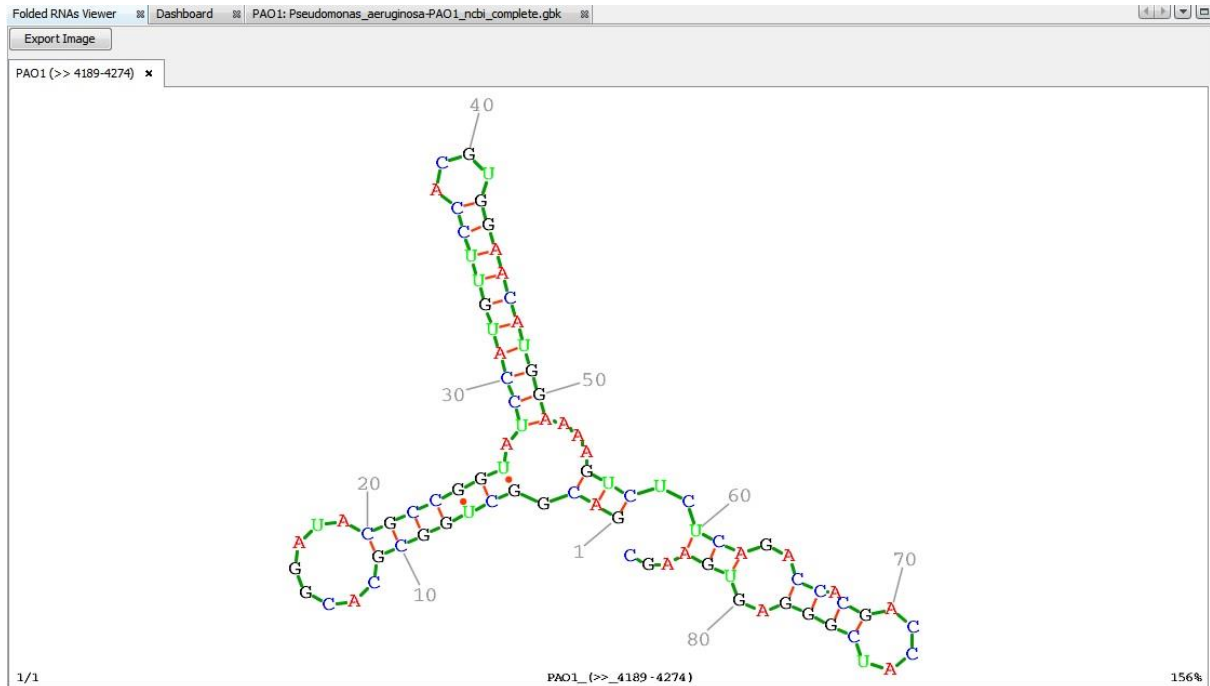 Folded RNAs Viewer
Dashboard
PAO1: Pseudomonas_aeruginosa-PAO1_ncbi_complete.gbk
Export Image
PAO1 (>> 4189-4274)
40
30
50
20
60
1
10
70
80
GACGGCUGGCGCACGGAUACGCCGGUAUCCAUGUUCCACGUGGAACAUGGAAAAGUCUCUCAGACCACGACCAUCGGGAGUGAAGC
1/1
PAO1_(>>_4189-4274)
156%